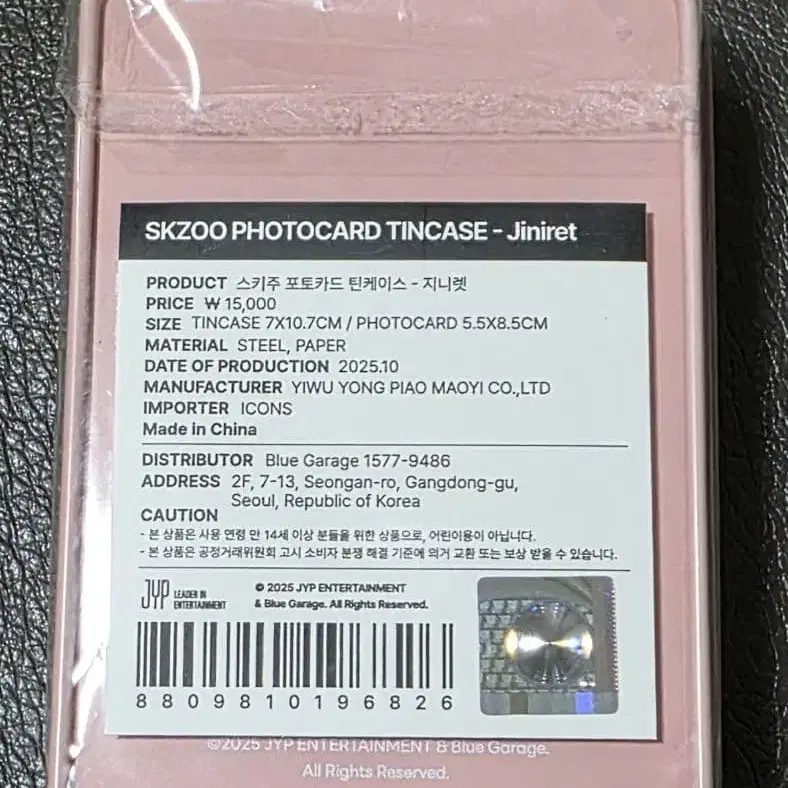 SKZOO PHOTOCARD TINCASE - Jiniret
PRODUCT 스키주 포토카드 틴케이스 - 지니렛
PRICE ₩ 15,000
SIZE TINCASE 7X10.7CM / PHOTOCARD 5.5X8.5CM
MATERIAL STEEL, PAPER
DATE OF PRODUCTION 2025.10
MANUFACTURER YIWU YONG PIAO MAOYI CO.,LTD
IMPORTER ICONS
Made in China
DISTRIBUTOR Blue Garage 1577-9486
ADDRESS 2F, 7-13, Seongan-ro, Gangdong-gu,
Seoul, Republic of Korea
CAUTION
- 본 상품은 사용 연령 만 14세 이상 분들을 위한 상품으로, 어린이용이 아닙니다.
- 본 상품은 공정거래위원회 고시 소비자 분쟁 해결 기준에 의거 교환 또는 보상 받을 수 있습니다.
JYP LEADER IN
ENTERTAINMENT
© 2025 JYP ENTERTAINMENT
& Blue Garage. All Rights Reserved.
8809810196826
©2025 JYP ENTERTAINMENT & Blue Garage.
All Rights Reserved.